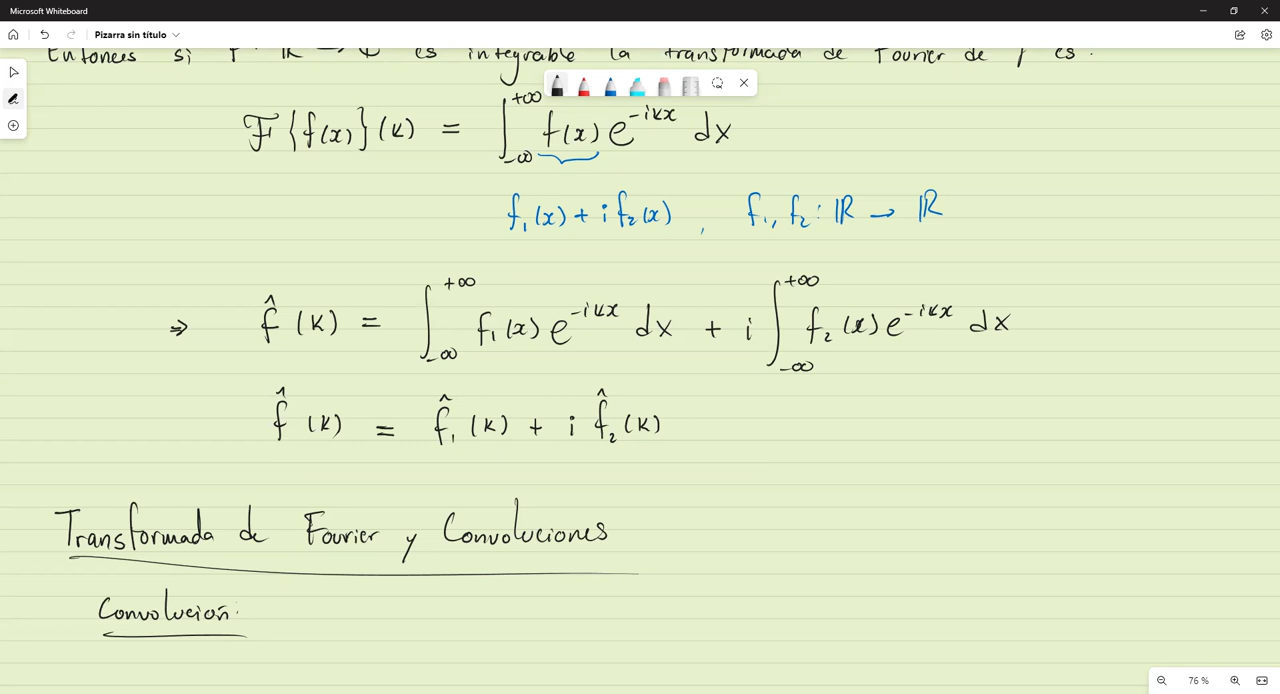 Microsoft Whiteboard
Pizarra sin título
Entonces si f : ℝ → ℂ es integrable la transformada de Fourier de f es:
ℱ{f(x)}(k) = ∫_{-∞}^{+∞} f(x) e^{-ikx} dx
f₁(x) + i f₂(x) , f₁, f₂ : ℝ → ℝ
⇒ f̂(k) = ∫_{-∞}^{+∞} f₁(x) e^{-ikx} dx + i ∫_{-∞}^{+∞} f₂(x) e^{-ikx} dx
f̂(k) = f̂₁(k) + i f̂₂(k)
Transformada de Fourier y Convoluciones
Convolución:
76 %